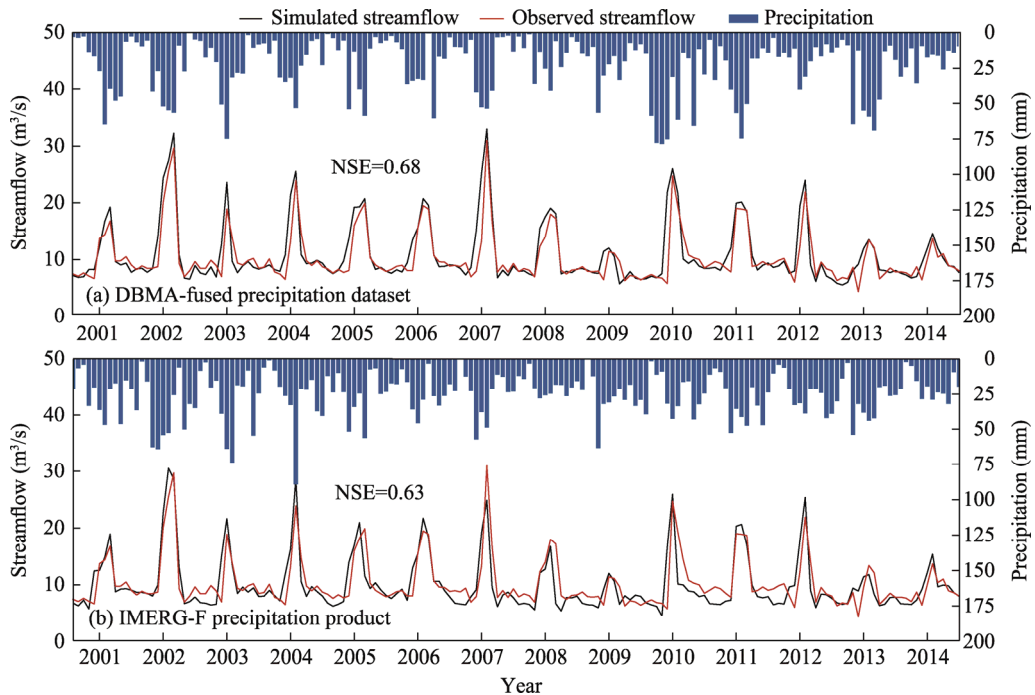 Simulated streamflow Observed streamflow Precipitation
50 0
40 25
50
30 75
20 100
125
10 150
175
0 200
Streamflow (m³/s)
Precipitation (mm)
NSE=0.68
(a) DBMA-fused precipitation dataset
2001 2002 2003 2004 2005 2006 2007 2008 2009 2010 2011 2012 2013 2014
50 0
40 25
50
30 75
20 100
125
10 150
175
0 200
Streamflow (m³/s)
Precipitation (mm)
NSE=0.63
(b) IMERG-F precipitation product
2001 2002 2003 2004 2005 2006 2007 2008 2009 2010 2011 2012 2013 2014
Year